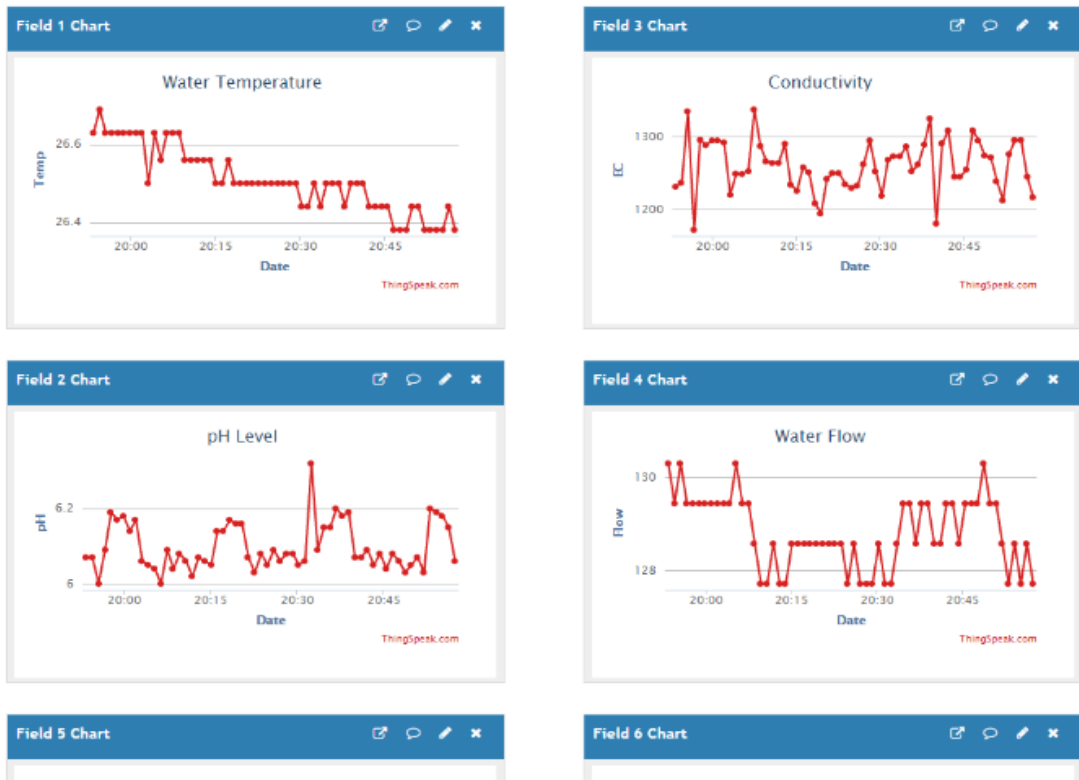 Field 1 Chart
Water Temperature
Temp
26.6
26.4
20:00 20:15 20:30 20:45
Date
ThingSpeak.com
Field 3 Chart
Conductivity
EC
1300
1200
20:00 20:15 20:30 20:45
Date
ThingSpeak.com
Field 2 Chart
pH Level
pH
6.2
6
20:00 20:15 20:30 20:45
Date
ThingSpeak.com
Field 4 Chart
Water Flow
Flow
130
128
20:00 20:15 20:30 20:45
Date
ThingSpeak.com
Field 5 Chart
Field 6 Chart